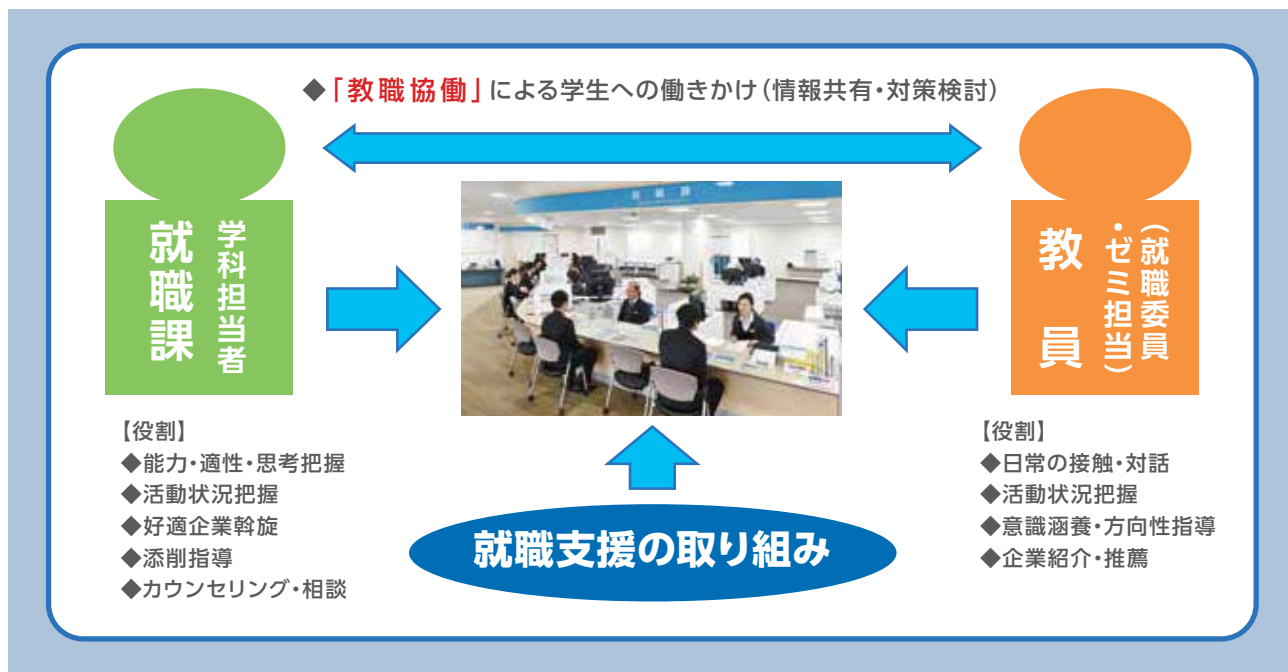 ◆「教職協働」による学生への働きかけ(情報共有・対策検討)
就職課
学科担当者
就職課
教員
(就職委員
・ゼミ担当)
【役割】
◆能力・適性・思考把握
◆活動状況把握
◆好適企業斡旋
◆添削指導
◆カウンセリング・相談
就職支援の取り組み
【役割】
◆日常の接触・対話
◆活動状況把握
◆意識涵養・方向性指導
◆企業紹介・推薦